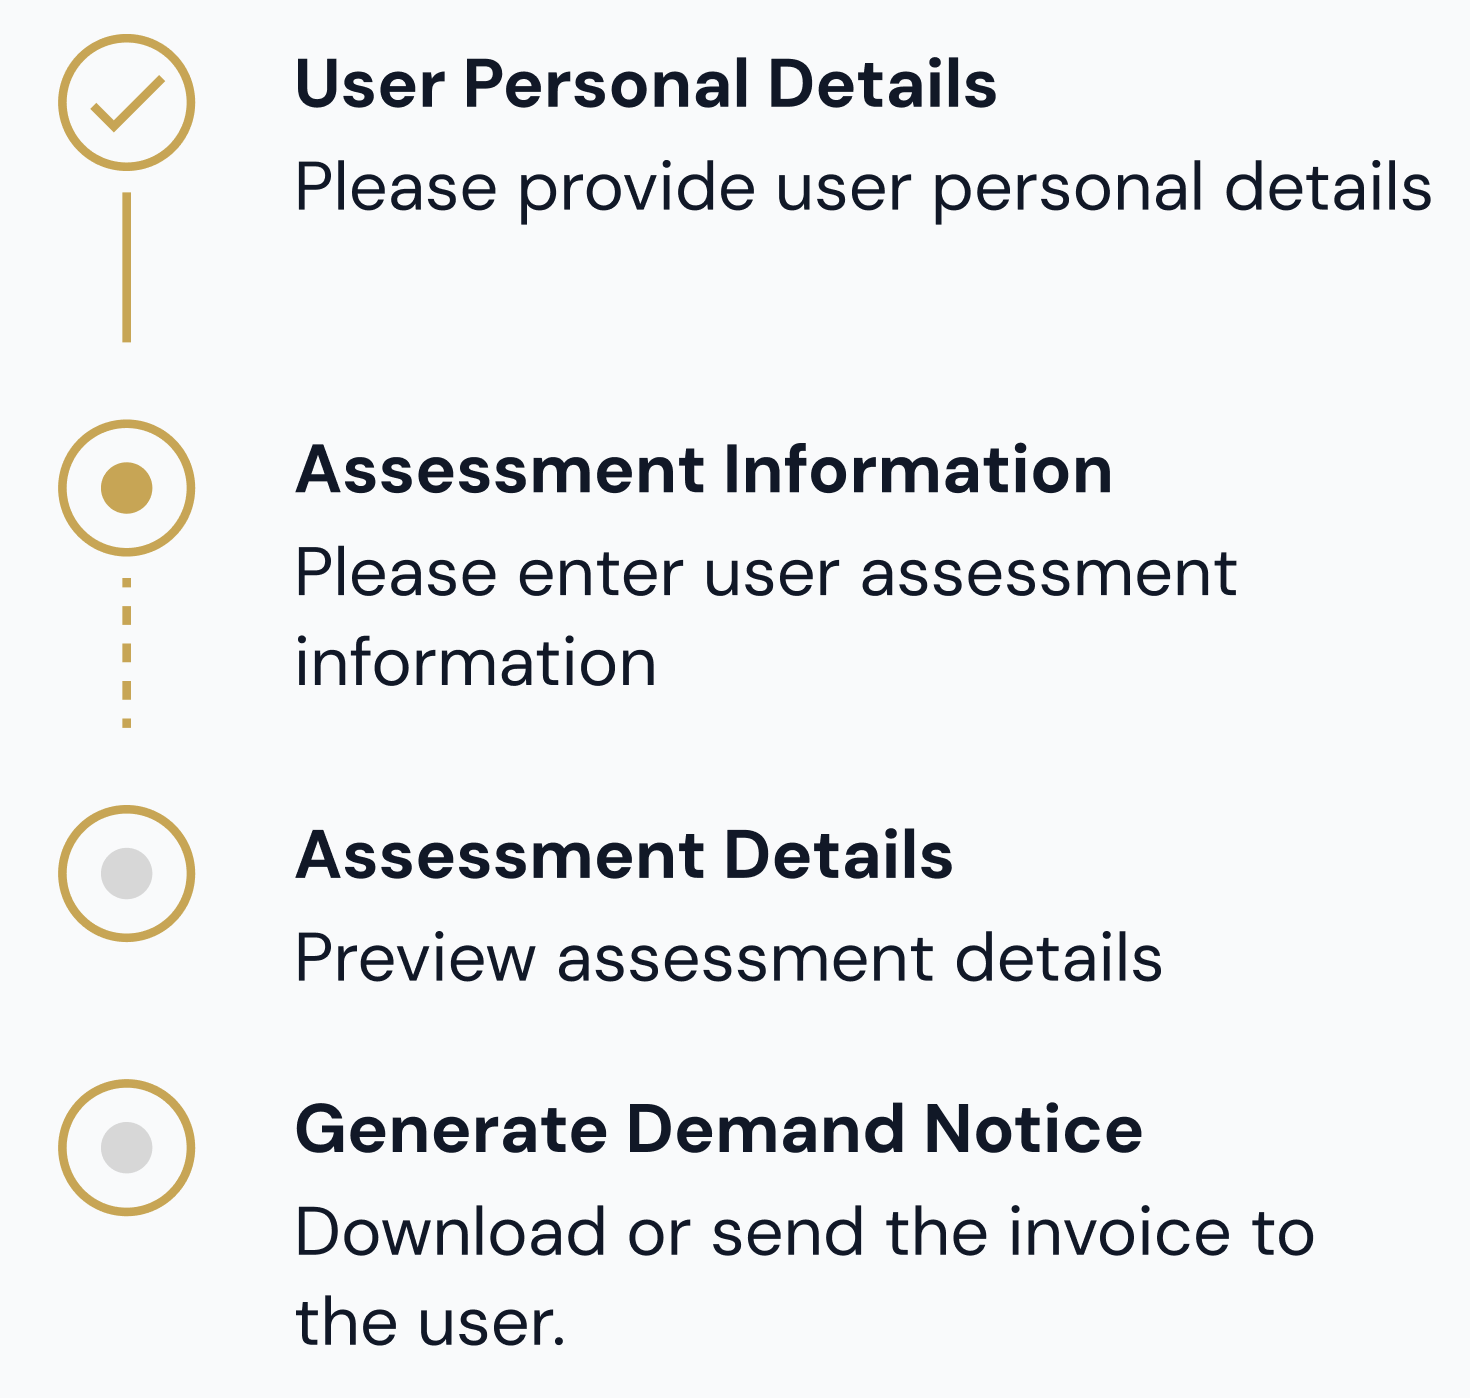 User Personal Details
Please provide user personal details
Assessment Information
Please enter user assessment
information
Assessment Details
Preview assessment details
Generate Demand Notice
Download or send the invoice to
the user.